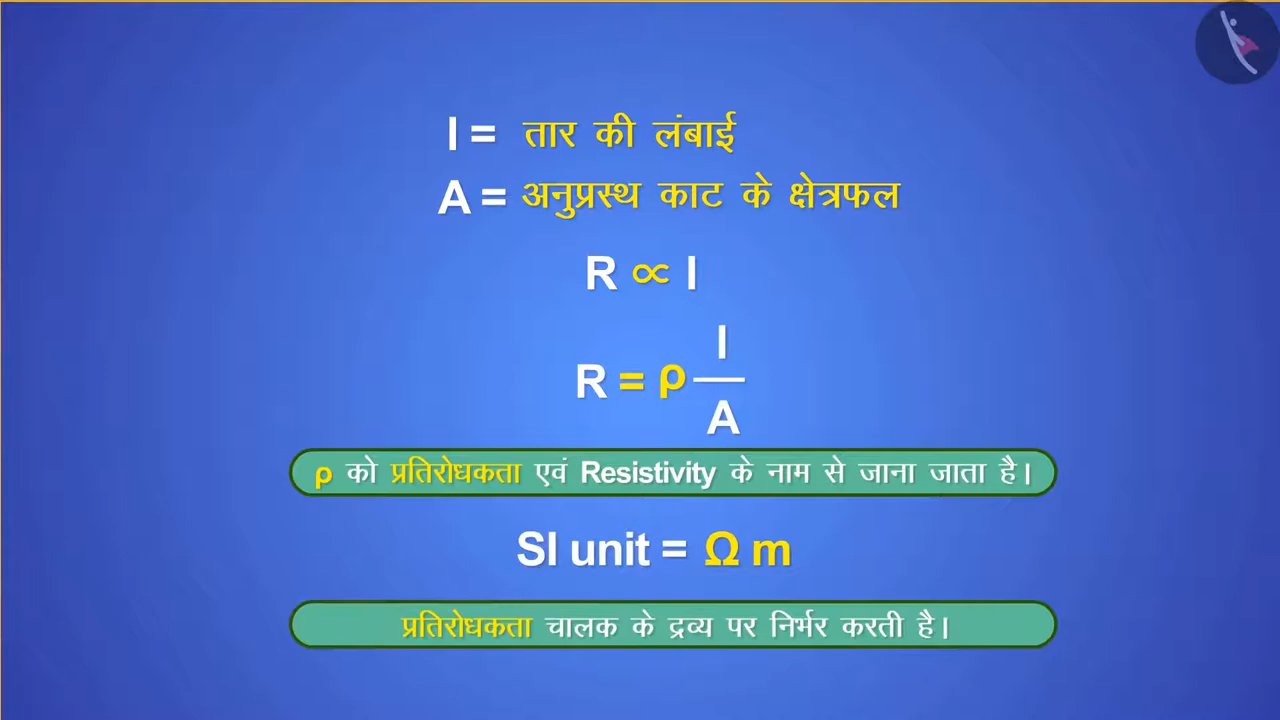 l = तार की लंबाई
A = अनुप्रस्थ काट के क्षेत्रफल
R ∝ l
R = ρ l/A
ρ को प्रतिरोधकता एवं Resistivity के नाम से जाना जाता है।
SI unit = Ω m
प्रतिरोधकता चालक के द्रव्य पर निर्भर करती है।